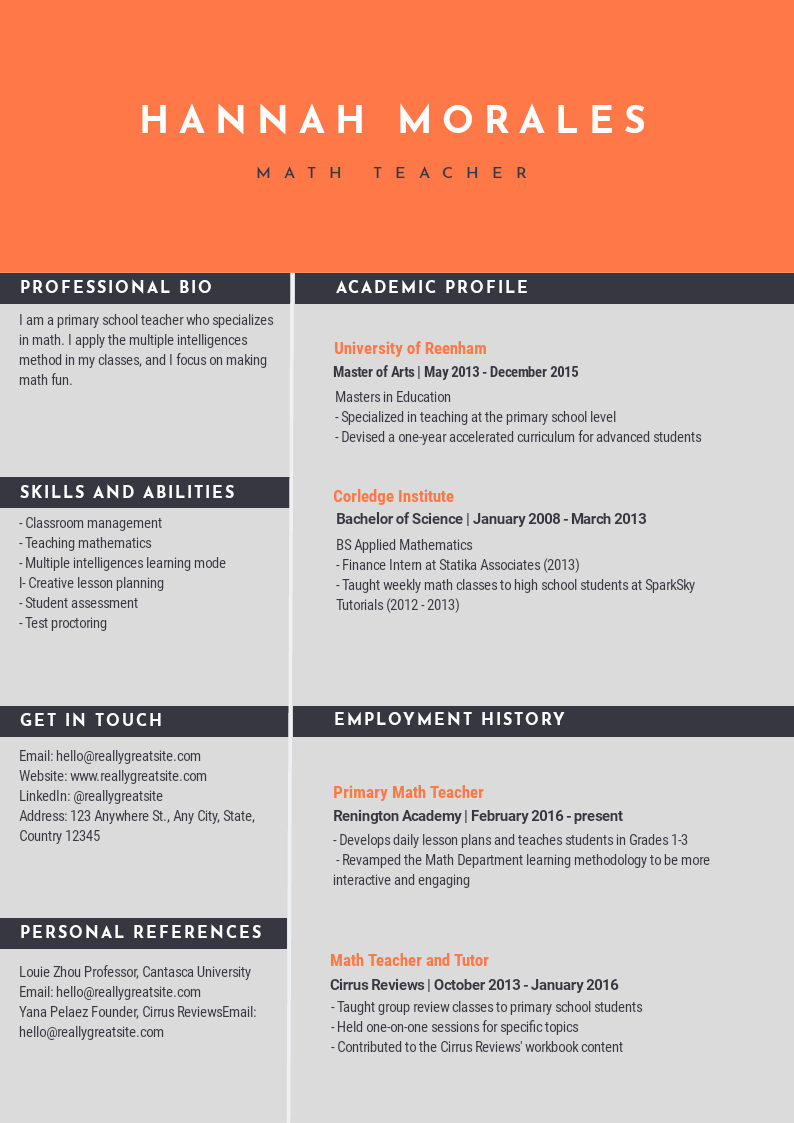 HANNAH MORALES
MATH TEACHER
PROFESSIONAL BIO
I am a primary school teacher who specializes
in math. I apply the multiple intelligences
method in my classes, and I focus on making
math fun.
SKILLS AND ABILITIES
- Classroom management
- Teaching mathematics
- Multiple intelligences learning mode
l- Creative lesson planning
- Student assessment
- Test proctoring
GET IN TOUCH
Email: hello@reallygreatsite.com
Website: www.reallygreatsite.com
LinkedIn: @reallygreatsite
Address: 123 Anywhere St., Any City, State,
Country 12345
PERSONAL REFERENCES
Louie Zhou Professor, Cantasca University
Email: hello@reallygreatsite.com
Yana Pelaez Founder, Cirrus ReviewsEmail:
hello@reallygreatsite.com
ACADEMIC PROFILE
University of Reenham
Master of Arts | May 2013 - December 2015
Masters in Education
- Specialized in teaching at the primary school level
- Devised a one-year accelerated curriculum for advanced students
Corledge Institute
Bachelor of Science | January 2008 - March 2013
BS Applied Mathematics
- Finance Intern at Statika Associates (2013)
- Taught weekly math classes to high school students at SparkSky
Tutorials (2012 - 2013)
EMPLOYMENT HISTORY
Primary Math Teacher
Renington Academy | February 2016 - present
- Develops daily lesson plans and teaches students in Grades 1-3
- Revamped the Math Department learning methodology to be more
interactive and engaging
Math Teacher and Tutor
Cirrus Reviews | October 2013 - January 2016
- Taught group review classes to primary school students
- Held one-on-one sessions for specific topics
- Contributed to the Cirrus Reviews' workbook content